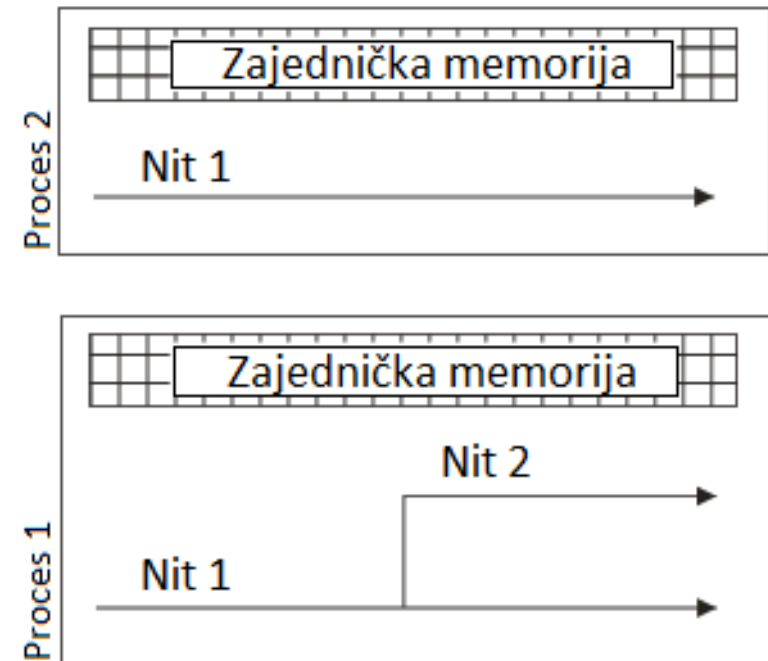 Zajednička memorija
Proces 2
Nit 1
Zajednička memorija
Nit 2
Proces 1
Nit 1